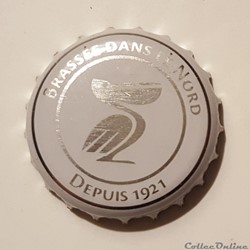 BRASSÉE DANS LE NORD
DEPUIS 1921
CollecOnline